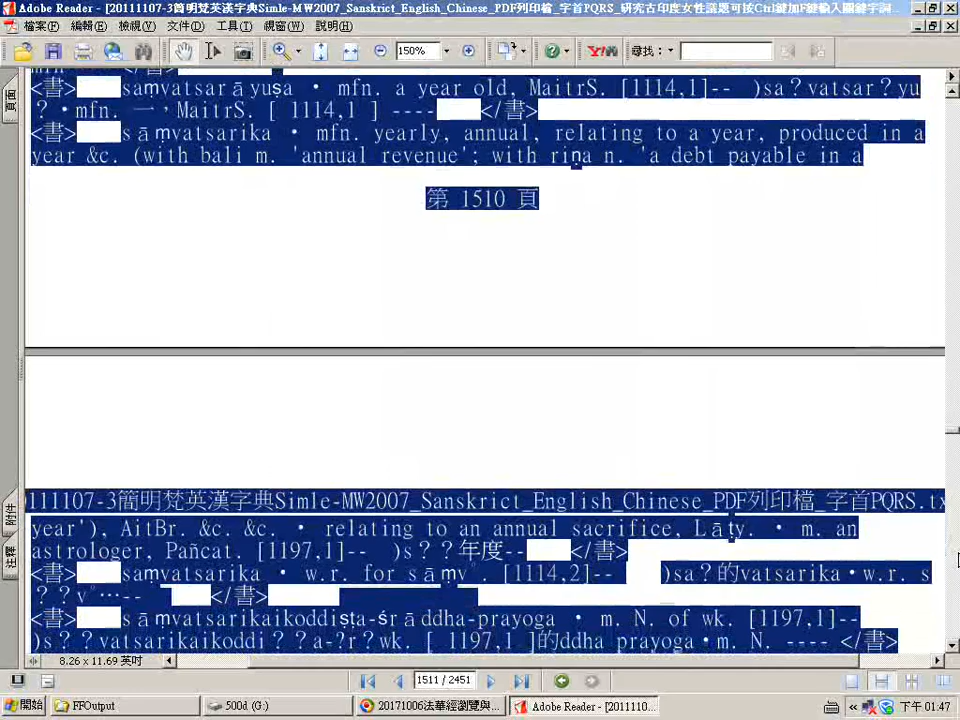 Adobe Reader - [20111107-3簡明梵英漢字典Simle-MW2007_Sanskrict_English_Chinese_PDF列印檔_字首PQRS_研究古印度女性議題可按Ctrl鍵加F鍵輸入關鍵字詞
檔案(F) 編輯(E) 檢視(V) 文件(D) 工具(T) 視窗(W) 說明(H)
150% Y! 尋找：
頁面
<書> saṃvatsarāyuṣa ‧ mfn. a year old, MaitrS. [1114,1]-- )sa？vatsar？yu
？‧mfn. 一，MaitrS. [ 1114,1 ] ---- </書>
<書> sāṃvatsarika ‧ mfn. yearly, annual, relating to a year, produced in a
year &c. (with bali m. 'annual revenue'; with riṇa n. 'a debt payable in a
第 1510 頁
111107-3簡明梵英漢字典Simle-MW2007_Sanskrict_English_Chinese_PDF列印檔_字首PQRS.tx
附件
year'), AitBr. &c. &c. ‧ relating to an annual sacrifice, Lāṭy. ‧ m. an
astrologer, Pañcat. [1197,1]-- )s？？年度-- </書>
注釋
<書> saṃvatsarika ‧ w.r. for sāṃv˚. [1114,2]-- )sa？的vatsarika‧w.r. s
？？v˚…-- </書>
<書> sāṃvatsarikaikoddiṣṭa-śrāddha-prayoga ‧ m. N. of wk. [1197,1]--
)s？？vatsarikaikoddi？？a-?r？wk. [ 1197,1 ]的ddha prayoga‧m. N. ---- </書>
8.26 x 11.69 英吋
1511 / 2451
開始 FFOutput 500d (G:) 20171006法華經瀏覽與... Adobe Reader - [2011110... 下午 01:47